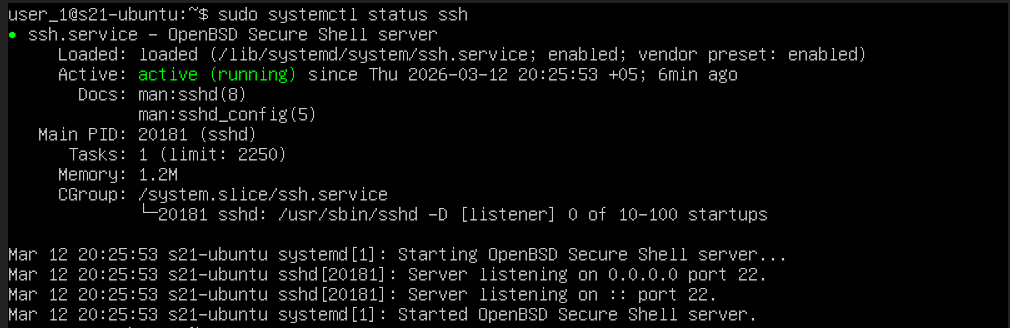 user_1@s21-ubuntu:~$ sudo systemctl status ssh
● ssh.service - OpenBSD Secure Shell server
Loaded: loaded (/lib/systemd/system/ssh.service; enabled; vendor preset: enabled)
Active: active (running) since Thu 2026-03-12 20:25:53 +05; 6min ago
Docs: man:sshd(8)
man:sshd_config(5)
Main PID: 20181 (sshd)
Tasks: 1 (limit: 2250)
Memory: 1.2M
CGroup: /system.slice/ssh.service
└─20181 sshd: /usr/sbin/sshd -D [listener] 0 of 10-100 startups
Mar 12 20:25:53 s21-ubuntu systemd[1]: Starting OpenBSD Secure Shell server...
Mar 12 20:25:53 s21-ubuntu sshd[20181]: Server listening on 0.0.0.0 port 22.
Mar 12 20:25:53 s21-ubuntu sshd[20181]: Server listening on :: port 22.
Mar 12 20:25:53 s21-ubuntu systemd[1]: Started OpenBSD Secure Shell server.